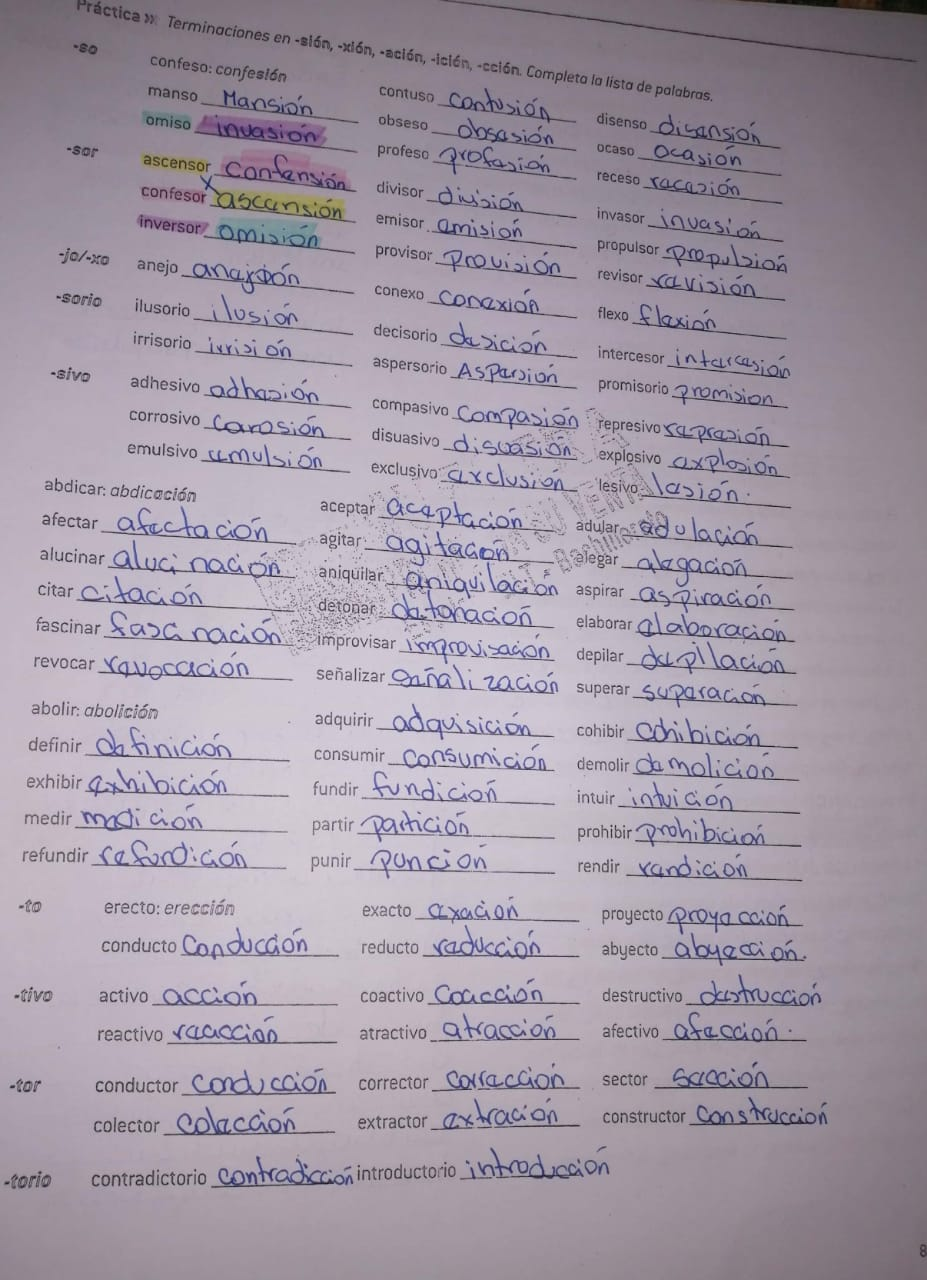 Práctica » Terminaciones en -sión, -xión, -ación, -ición, -cción. Completa la lista de palabras.
-so confeso: confesión contuso contusión disenso disensión
manso Mansión obseso obsesión ocaso ocasión
omiso invasión profeso profesión receso recesión
-sor ascensor Confensión divisor división invasor invasión
confesor ascensión emisor emisión propulsor propulsión
inversor omisión provisor provisión revisor revisión
-jo/-xo anejo anexión conexo conexión flexo flexión
-sorio ilusorio ilusión decisorio desición intercesor intercesión
irrisorio irrisión aspersorio Aspersión promisorio promision
-sivo adhesivo adhesión compasivo Compasión represivo represión
corrosivo Corosión disuasivo disuasión explosivo explosión
emulsivo emulsión exclusivo exclusión lesivo lesión.
abdicar: abdicación aceptar aceptación adular adulación
afectar afectación agitar agitación alegar alegación
alucinar alucinación aniquilar aniquilación aspirar aspiración
citar citación detonar detonación elaborar elaboración
fascinar fascinación improvisar improvisación depilar depilación
revocar revocación señalizar señalización superar superación
abolir: abolición adquirir adquisición cohibir cohibición
definir definición consumir consumición demolir demolición
exhibir exhibición fundir fundición intuir intuición
medir medición partir partición prohibir prohibición
refundir refundición punir punción rendir rendición
-to erecto: erección exacto exación proyecto proyección
conducto Conducción reducto reducción abyecto abyección.
-tivo activo acción coactivo Coacción destructivo destrucción
reactivo reacción atractivo atracción afectivo afección.
-tor conductor conducción corrector corrección sector sección
colector colección extractor extración constructor construcción
-torio contradictorio contradicción introductorio introducción
8